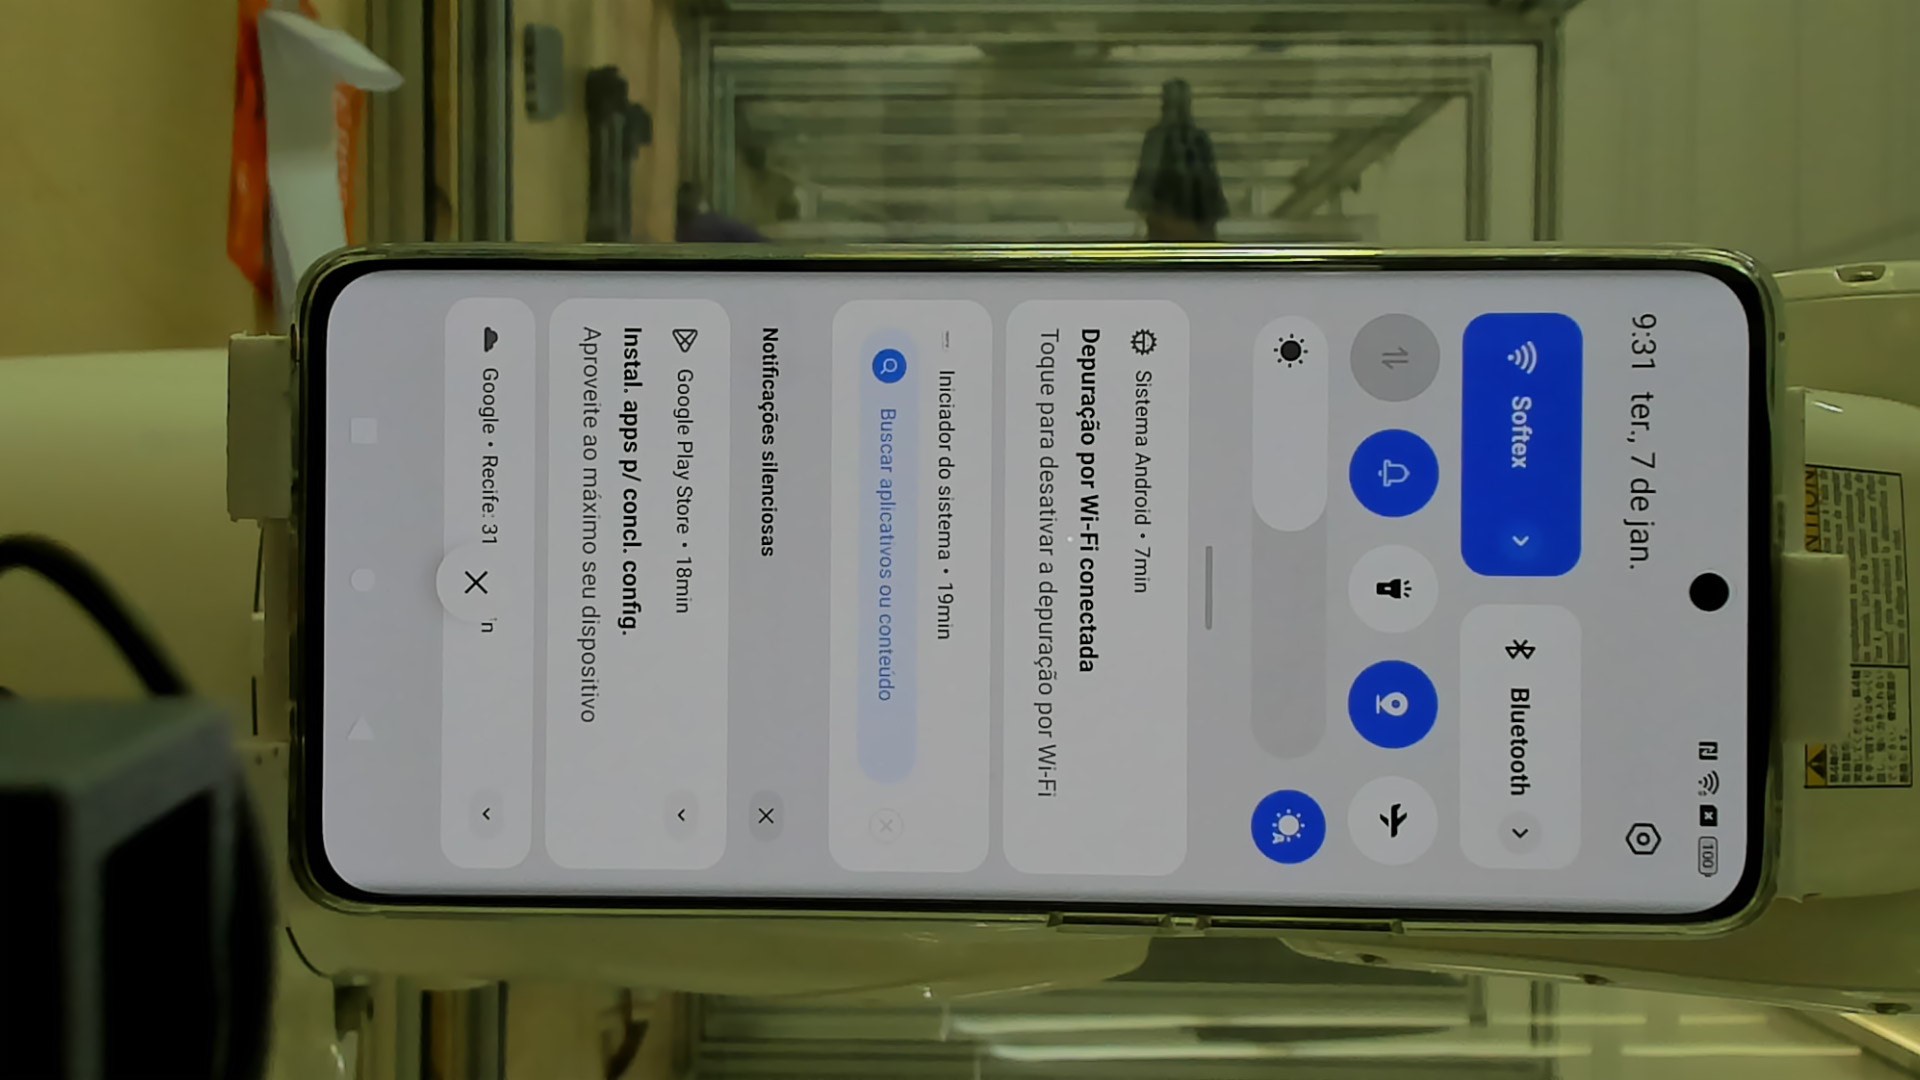 9:31 ter., 7 de jan.
100
Softex
Bluetooth
Sistema Android • 7min
Depuração por Wi-Fi conectada
Toque para desativar a depuração por Wi-Fi
Iniciador do sistema • 19min
Buscar aplicativos ou conteúdo
Notificações silenciosas
Google Play Store • 18min
Instal. apps p/ concl. config.
Aproveite ao máximo seu dispositivo
Google • Recife: 31